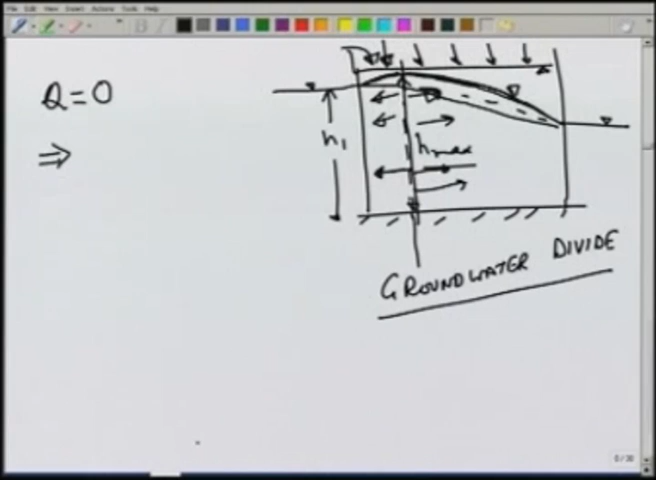 Q = 0
⇒
h₁
hmax
GROUNDWATER DIVIDE